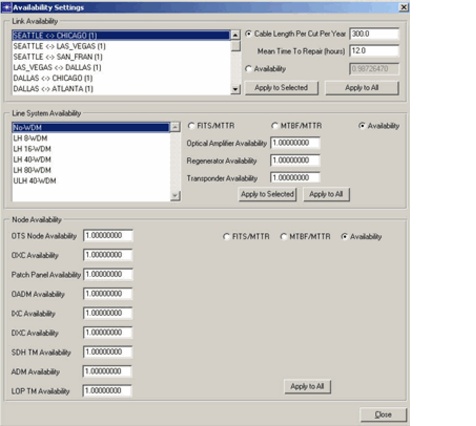 Availability Settings
Link Availability
SEATTLE <-> CHICAGO (1)
SEATTLE <-> LAS_VEGAS (1)
SEATTLE <-> SAN_FRAN (1)
LAS_VEGAS <-> DALLAS (1)
DALLAS <-> CHICAGO (1)
DALLAS <-> ATLANTA (1)
Cable Length Per Cut Per Year 300.0
Mean Time To Repair (hours) 12.0
Availability 0.98726470
Apply to Selected Apply to All
Line System Availability
No-WDM
LH 8-WDM
LH 16-WDM
LH 40-WDM
LH 80-WDM
ULH 40-WDM
FITS/MTTR MTBF/MTTR Availability
Optical Amplifier Availability 1.00000000
Regenerator Availability 1.00000000
Transponder Availability 1.00000000
Apply to Selected Apply to All
Node Availability
OTS Node Availability 1.00000000
FITS/MTTR MTBF/MTTR Availability
OXC Availability 1.00000000
Patch Panel Availability 1.00000000
OADM Availability 1.00000000
IXC Availability 1.00000000
DXC Availability 1.00000000
SDH TM Availability 1.00000000
ADM Availability 1.00000000
LOP TM Availability 1.00000000
Apply to All
Close